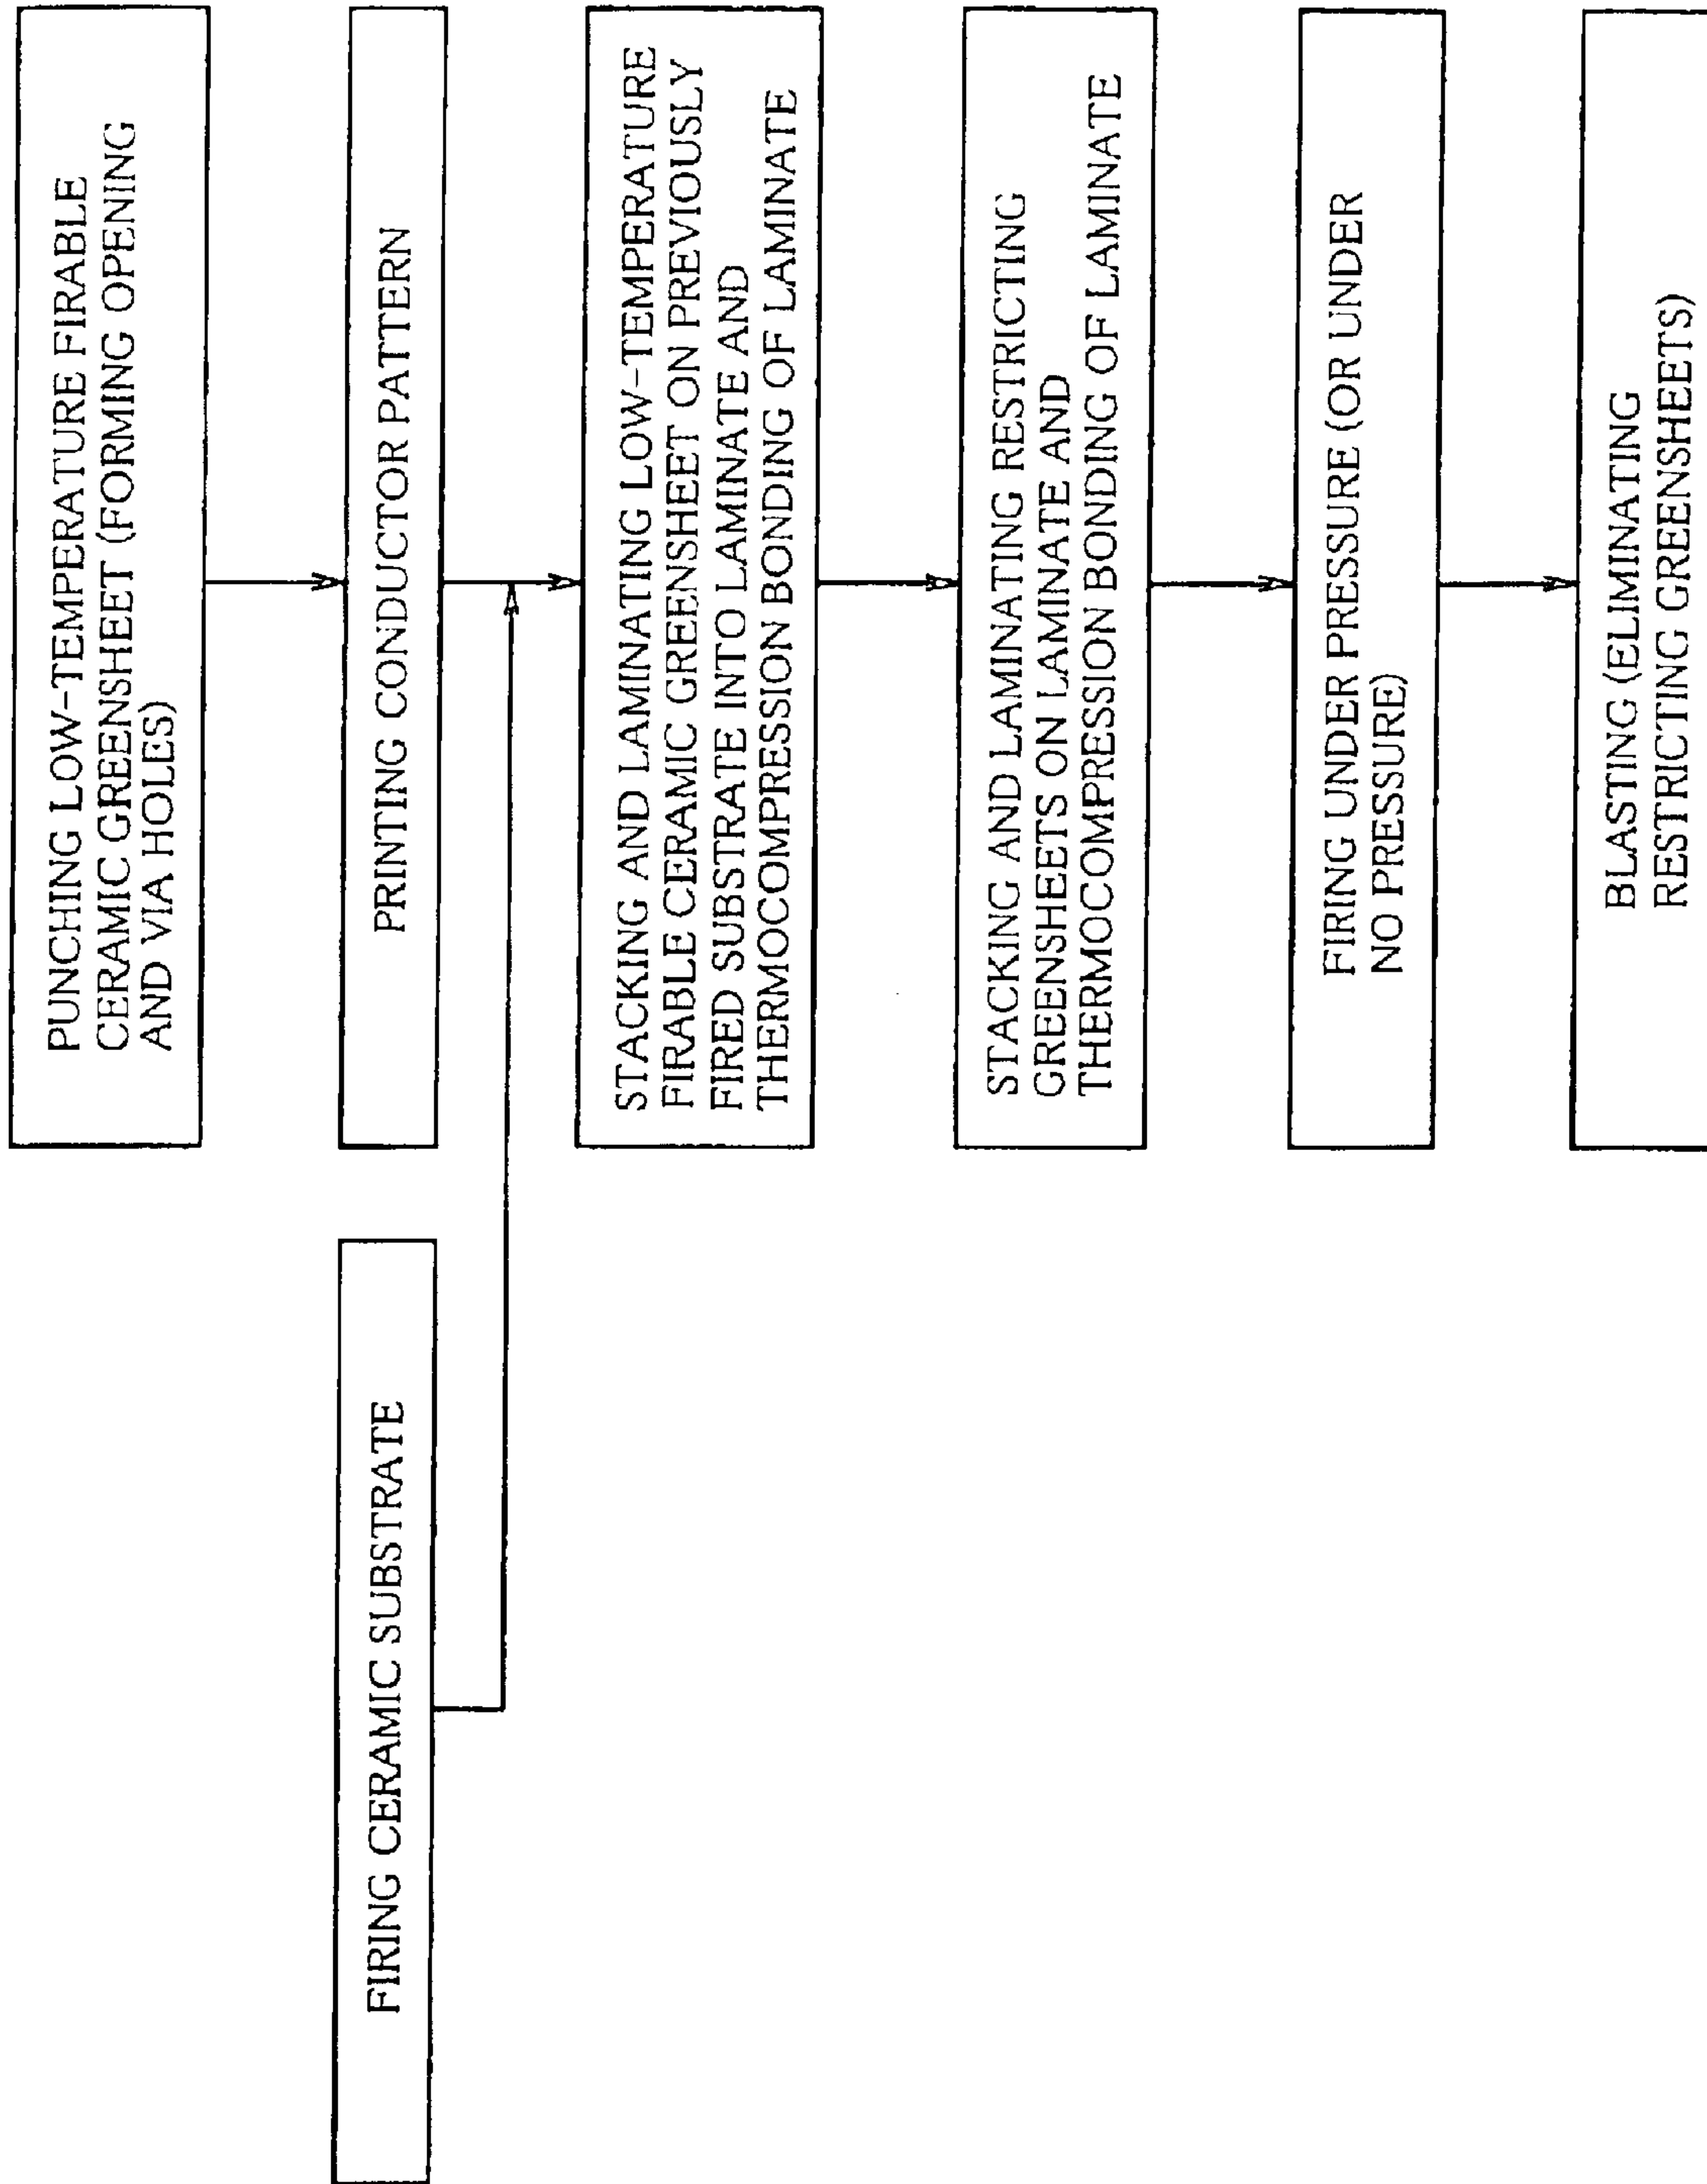 PUNCHING LOW-TEMPERATURE FIRABLE
CERAMIC GREENSHEET (FORMING OPENING
AND VIA HOLES)
FIRING CERAMIC SUBSTRATE
PRINTING CONDUCTOR PATTERN
STACKING AND LAMINATING LOW-TEMPERATURE
FIRABLE CERAMIC GREENSHEET ON PREVIOUSLY
FIRED SUBSTRATE INTO LAMINATE AND
THERMOCOMPRESSION BONDING OF LAMINATE
STACKING AND LAMINATING RESTRICTING
GREENSHEETS ON LAMINATE AND
THERMOCOMPRESSION BONDING OF LAMINATE
FIRING UNDER PRESSURE (OR UNDER
NO PRESSURE)
BLASTING (ELIMINATING
RESTRICTING GREENSHEETS)